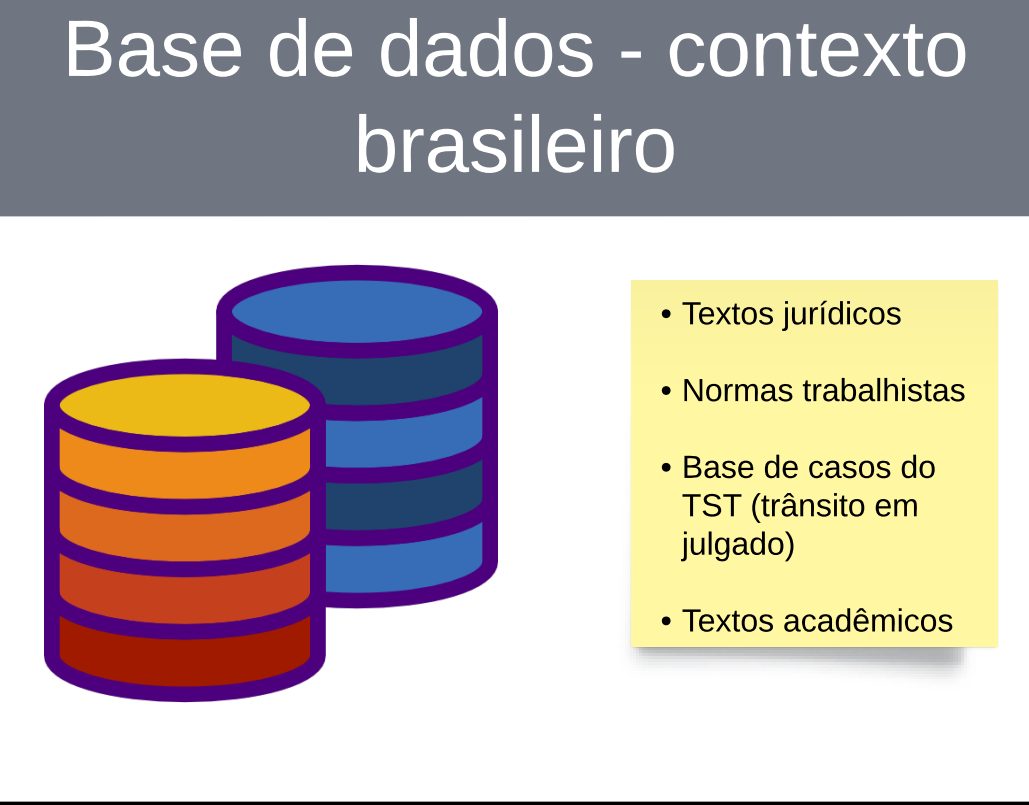 Base de dados - contexto
brasileiro
• Textos jurídicos
• Normas trabalhistas
• Base de casos do
TST (trânsito em
julgado)
• Textos acadêmicos